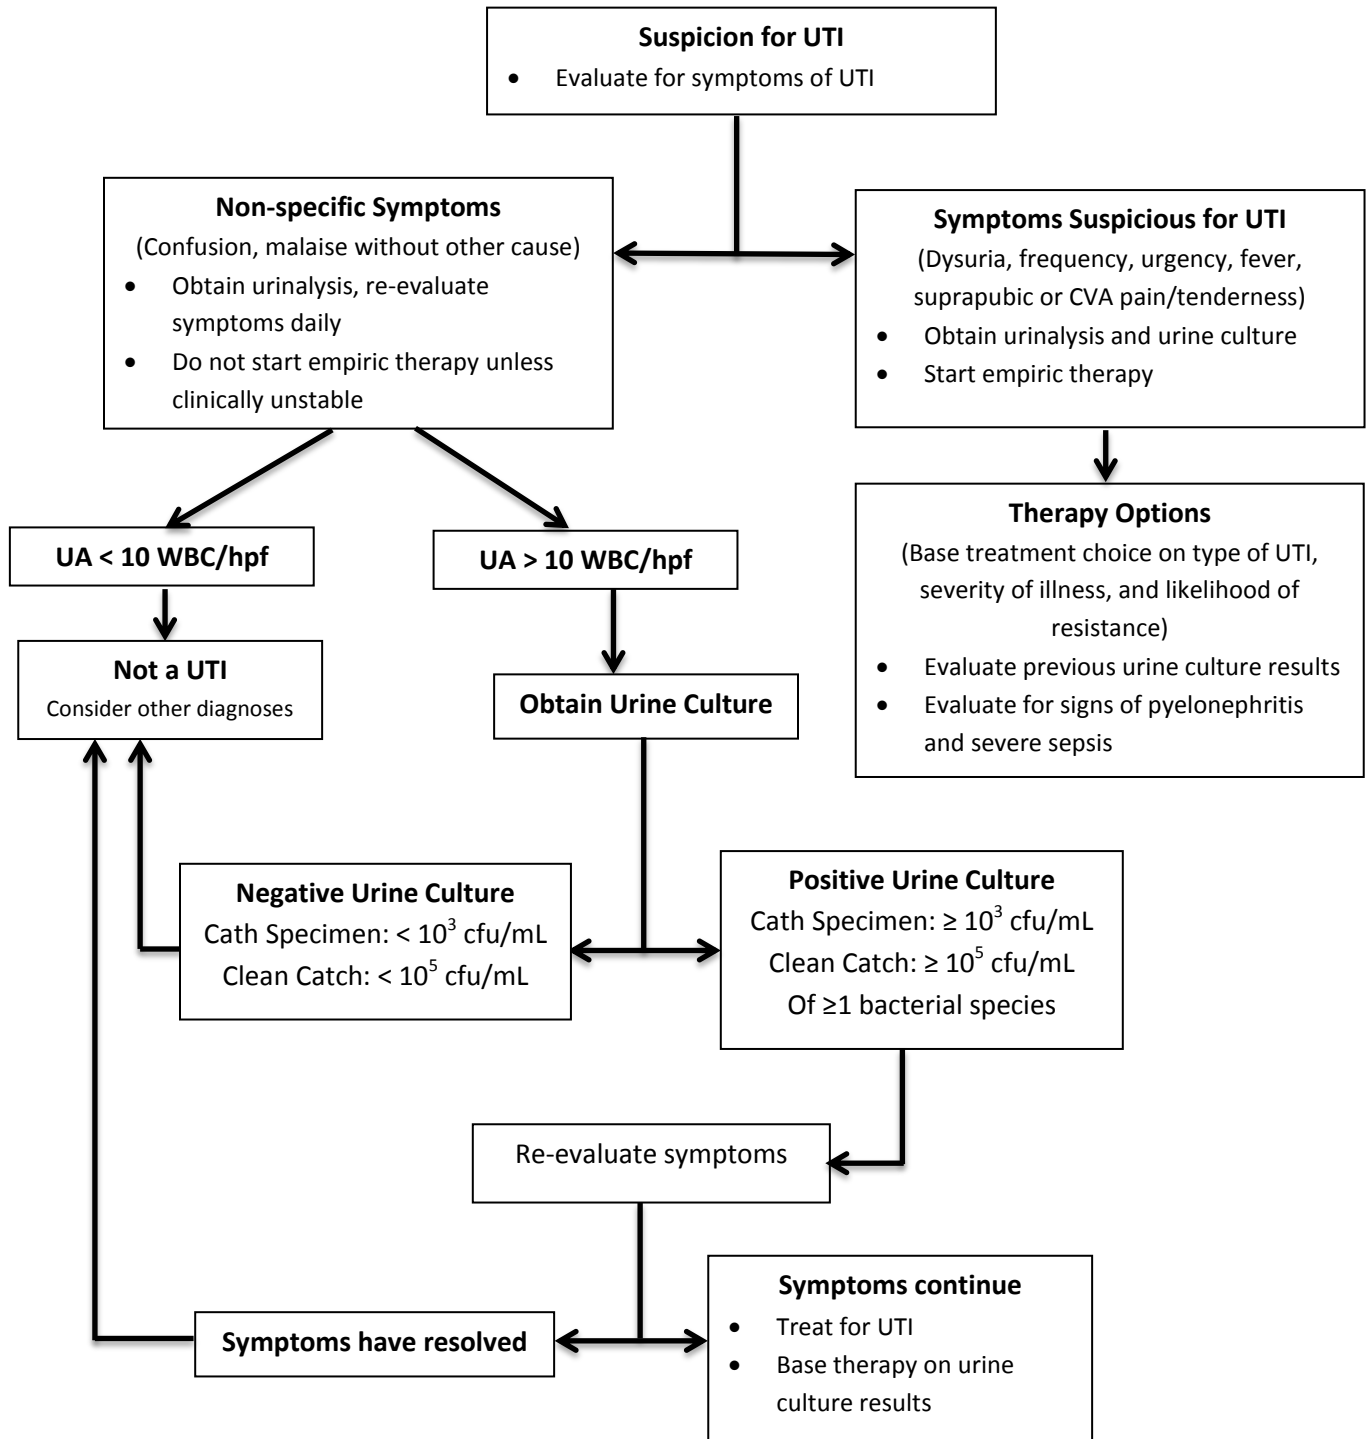 Suspicion for UTI
• Evaluate for symptoms of UTI
Non-specific Symptoms
(Confusion, malaise without other cause)
• Obtain urinalysis, re-evaluate
symptoms daily
• Do not start empiric therapy unless
clinically unstable
Symptoms Suspicious for UTI
(Dysuria, frequency, urgency, fever,
suprapubic or CVA pain/tenderness)
• Obtain urinalysis and urine culture
• Start empiric therapy
UA < 10 WBC/hpf
UA > 10 WBC/hpf
Therapy Options
(Base treatment choice on type of UTI,
severity of illness, and likelihood of
resistance)
• Evaluate previous urine culture results
• Evaluate for signs of pyelonephritis
and severe sepsis
Not a UTI
Consider other diagnoses
Obtain Urine Culture
Negative Urine Culture
Cath Specimen: < 10³ cfu/mL
Clean Catch: < 10⁵ cfu/mL
Positive Urine Culture
Cath Specimen: ≥ 10³ cfu/mL
Clean Catch: ≥ 10⁵ cfu/mL
Of ≥1 bacterial species
Re-evaluate symptoms
Symptoms have resolved
Symptoms continue
• Treat for UTI
• Base therapy on urine
culture results